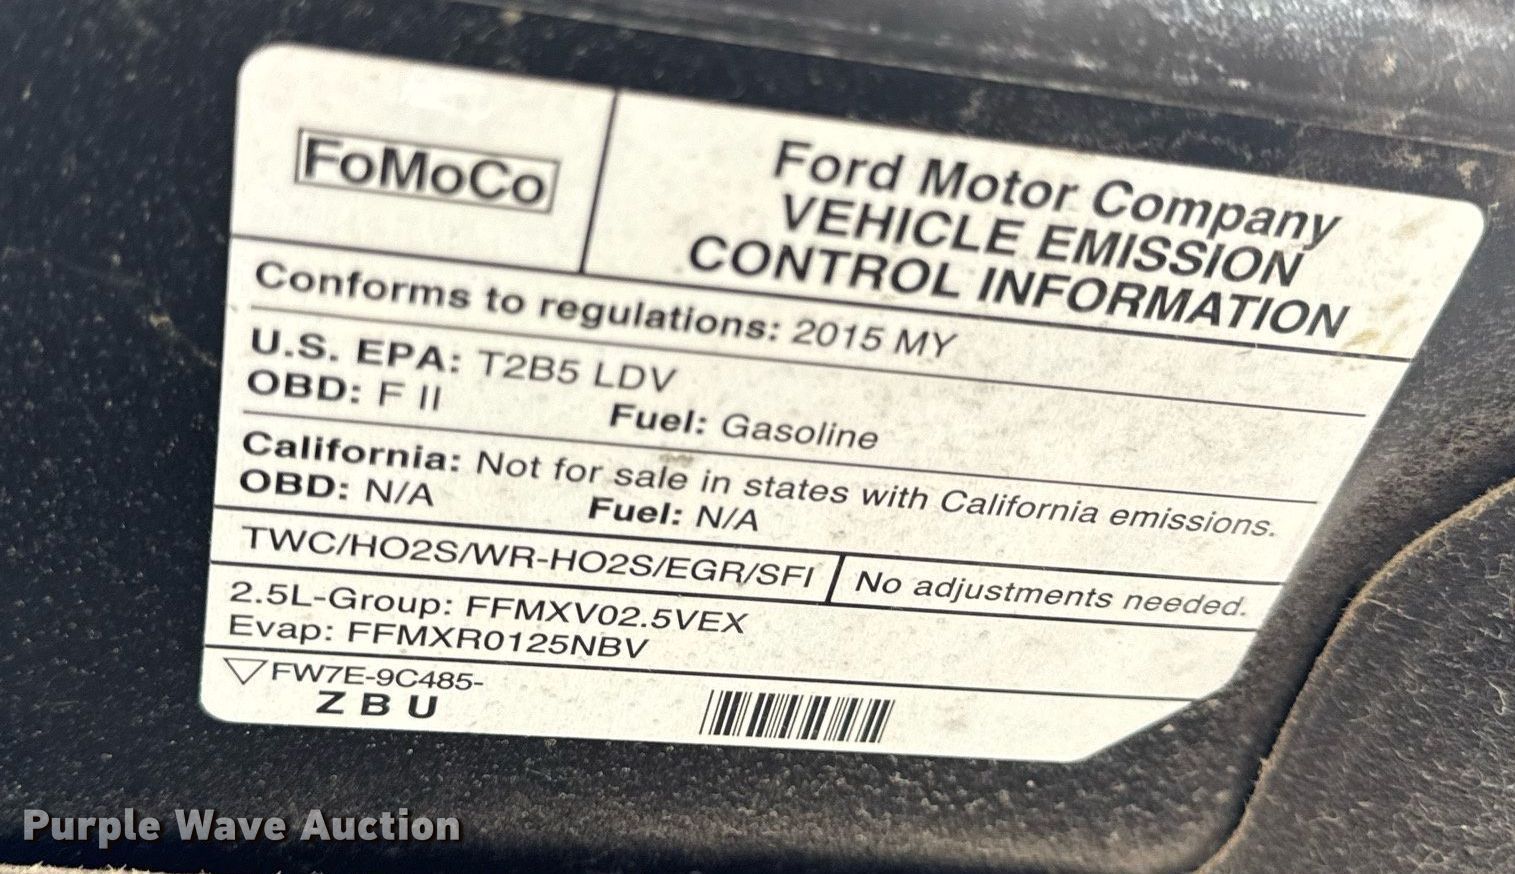 FoMoCo
Ford Motor Company
VEHICLE EMISSION
CONTROL INFORMATION
Conforms to regulations: 2015 MY
U.S. EPA: T2B5 LDV
OBD: F II Fuel: Gasoline
California: Not for sale in states with California emissions.
OBD: N/A Fuel: N/A
TWC/HO2S/WR-HO2S/EGR/SFI No adjustments needed.
2.5L-Group: FFMXV02.5VEX
Evap: FFMXR0125NBV
FW7E-9C485-
Z B U
Purple Wave Auction